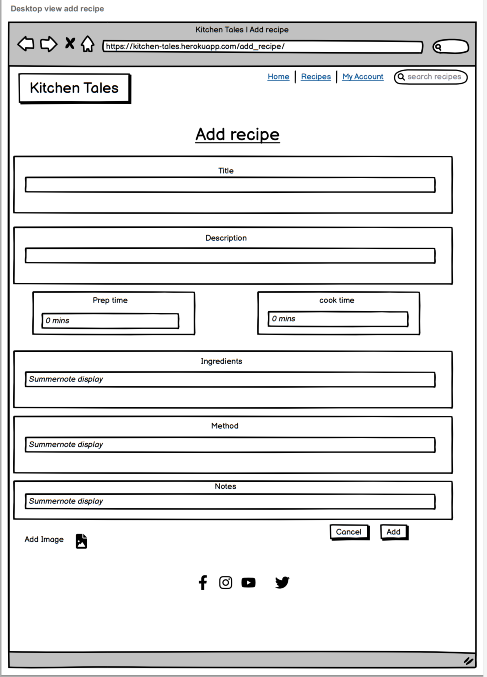 Desktop view add recipe
Kitchen Tales | Add recipe
https://kitchen-tales.herokuapp.com/add_recipe/
Home | Recipes | My Account
search recipes
Kitchen Tales
Add recipe
Title
Description
Prep time
cook time
0 mins
0 mins
Ingredients
Summernote display
Method
Summernote display
Notes
Summernote display
Add Image
Cancel
Add